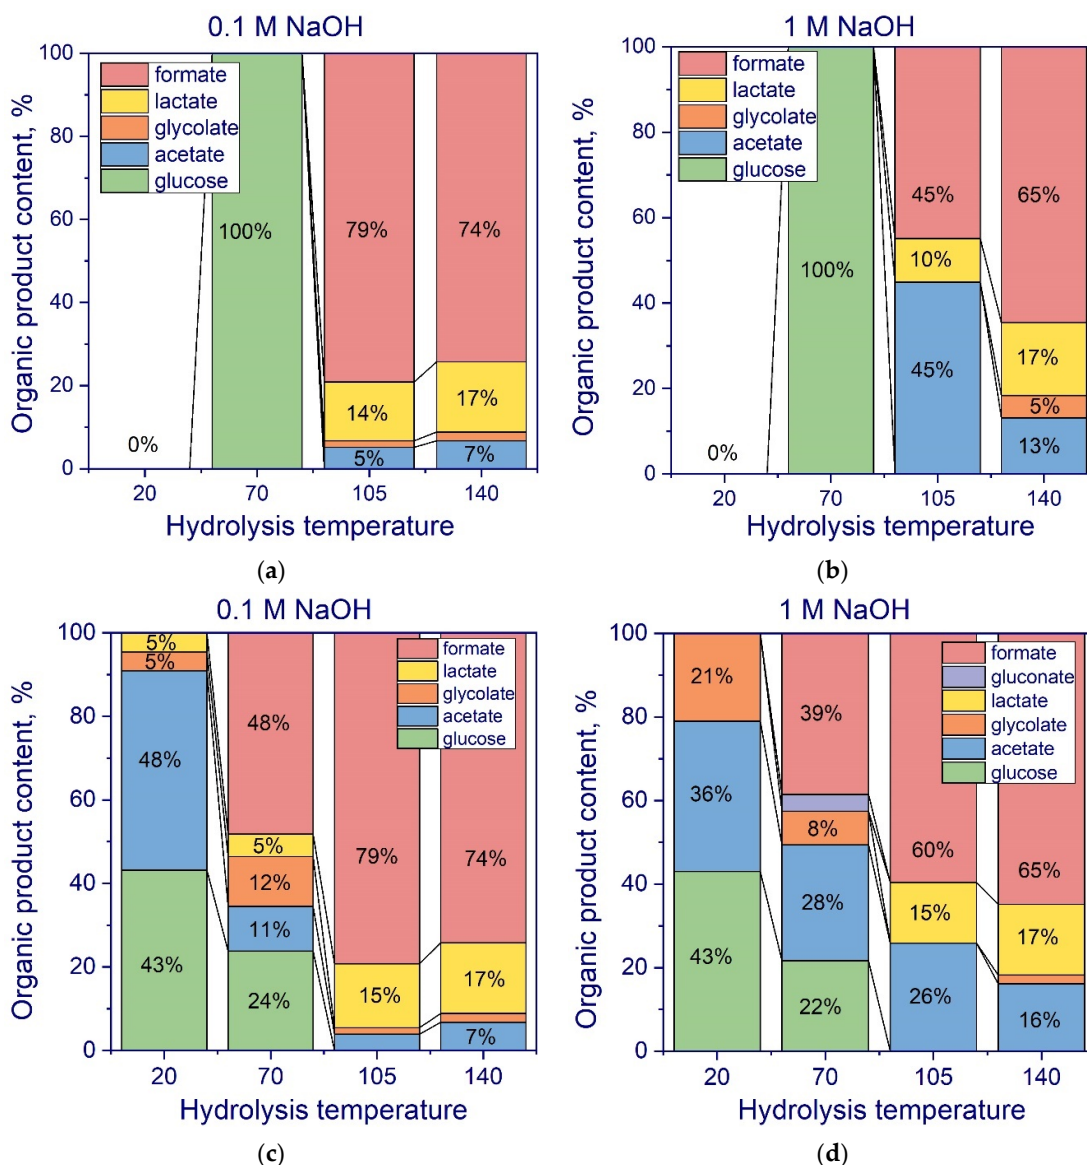 0.1 M NaOH
Organic product content, %
100
80
60
40
20
0
formate
lactate
glycolate
acetate
glucose
100%
79%
74%
14%
17%
0%
5%
7%
20 70 105 140
Hydrolysis temperature
(a)
1 M NaOH
Organic product content, %
100
80
60
40
20
0
formate
lactate
glycolate
acetate
glucose
45%
65%
10%
100%
45%
17%
5%
0%
13%
20 70 105 140
Hydrolysis temperature
(b)
0.1 M NaOH
Organic product content, %
100
80
60
40
20
0
formate
lactate
glycolate
acetate
glucose
5%
5%
48%
48%
79%
74%
5%
12%
11%
43%
24%
15%
17%
7%
20 70 105 140
Hydrolysis temperature
(c)
1 M NaOH
Organic product content, %
100
80
60
40
20
0
formate
gluconate
lactate
glycolate
acetate
glucose
21%
39%
36%
8%
60%
65%
28%
15%
17%
43%
22%
26%
16%
20 70 105 140
Hydrolysis temperature
(d)